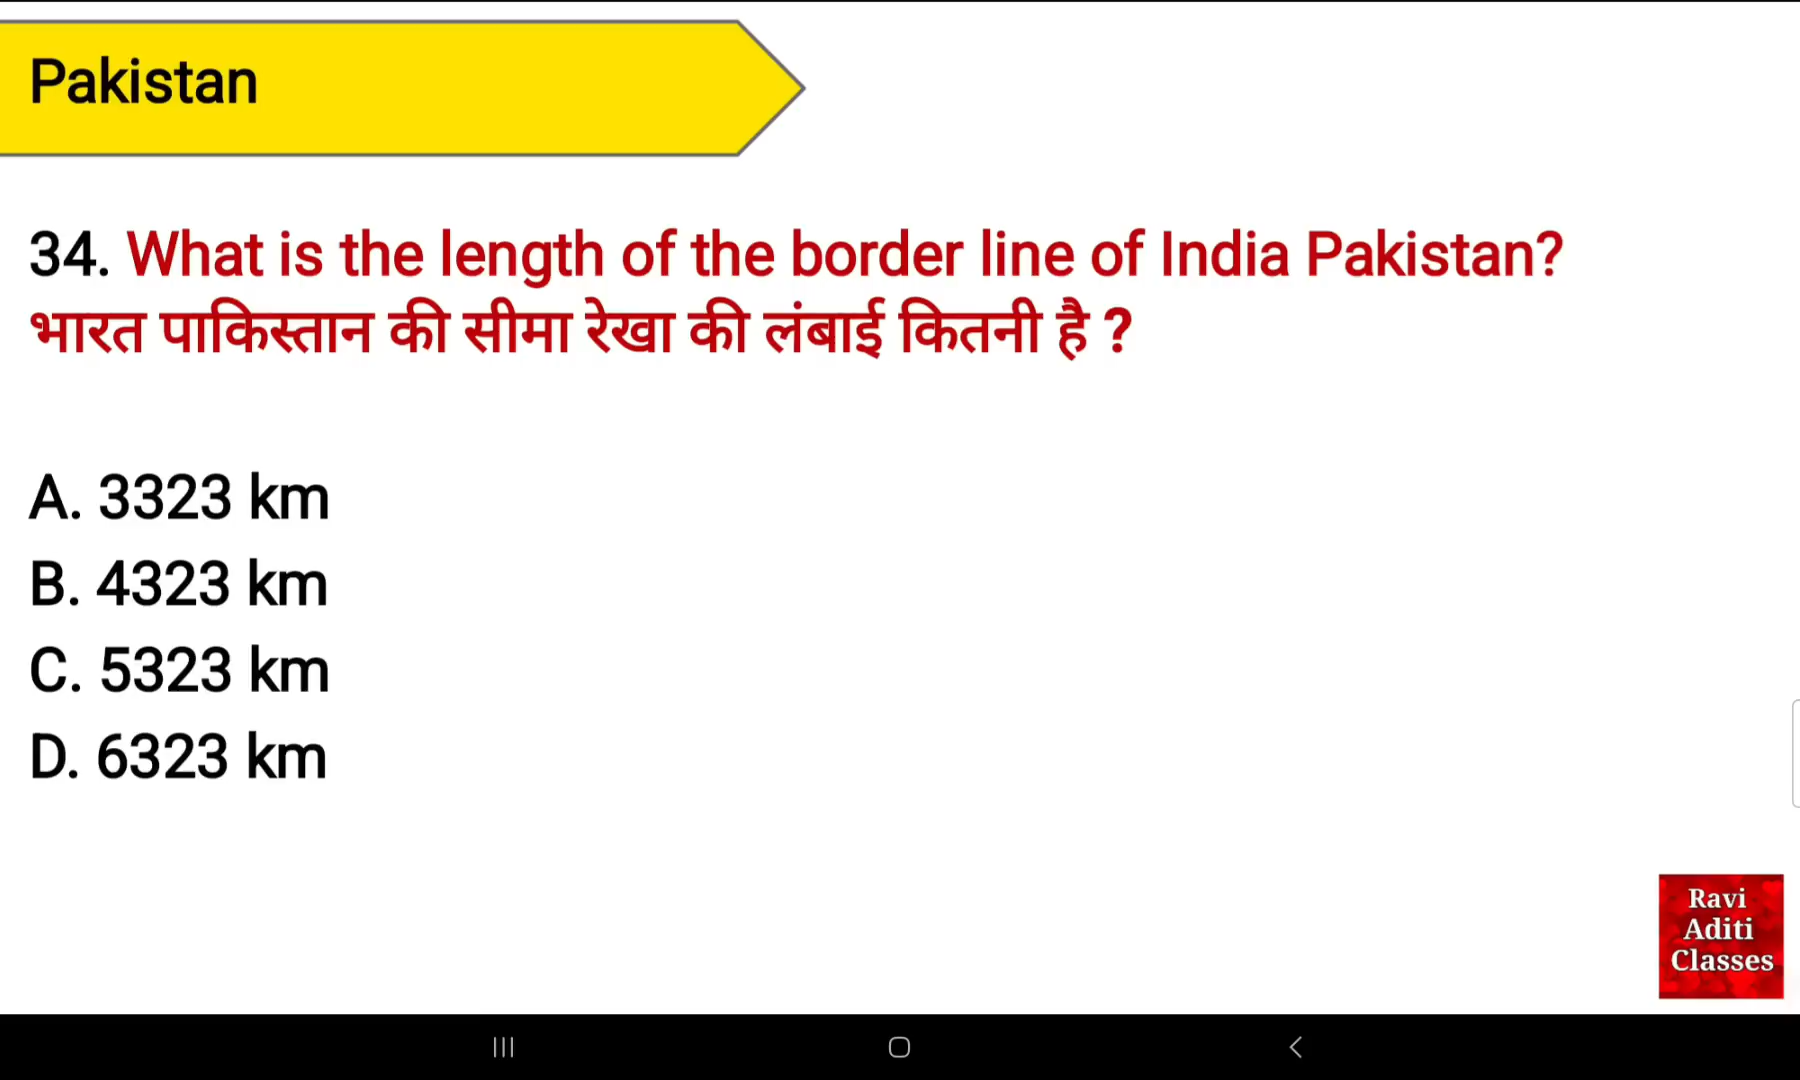 Pakistan
34. What is the length of the border line of India Pakistan?
भारत पाकिस्तान की सीमा रेखा की लंबाई कितनी है ?
A. 3323 km
B. 4323 km
C. 5323 km
D. 6323 km
Ravi
Aditi
Classes